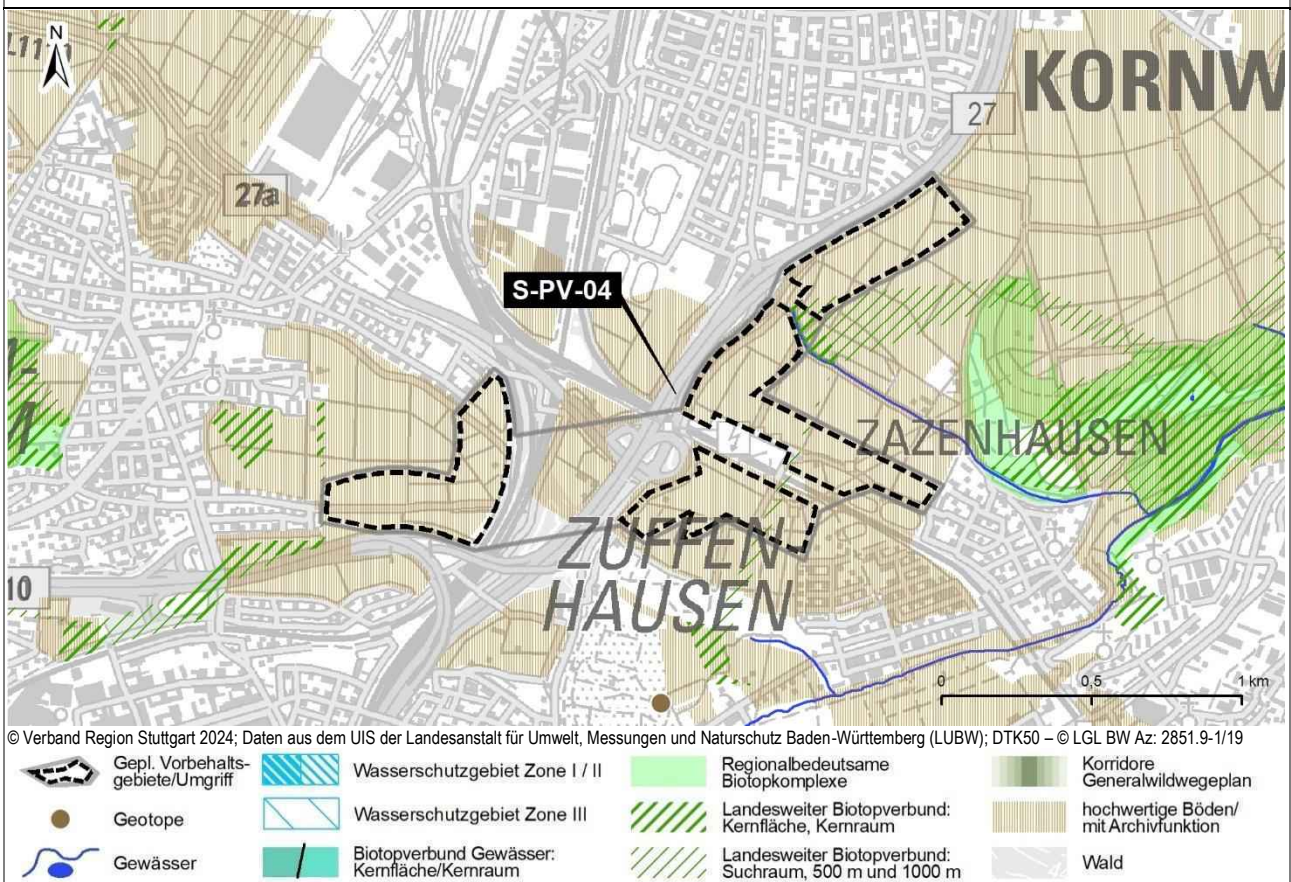 N
KORNW
27
27a
S-PV-04
ZAZENHAUSEN
ZUFFEN
HAUSEN
10
0 0,5 1 km
© Verband Region Stuttgart 2024; Daten aus dem UIS der Landesanstalt für Umwelt, Messungen und Naturschutz Baden-Württemberg (LUBW); DTK50 – © LGL BW Az: 2851.9-1/19
Gepl. Vorbehalts-
gebiete/Umgriff
Geotope
Gewässer
Wasserschutzgebiet Zone I / II
Wasserschutzgebiet Zone III
Biotopverbund Gewässer:
Kernfläche/Kernraum
Regionalbedeutsame
Biotopkomplexe
Landesweiter Biotopverbund:
Kernfläche, Kernraum
Landesweiter Biotopverbund:
Suchraum, 500 m und 1000 m
Korridore
Generalwildwegeplan
hochwertige Böden/
mit Archivfunktion
Wald